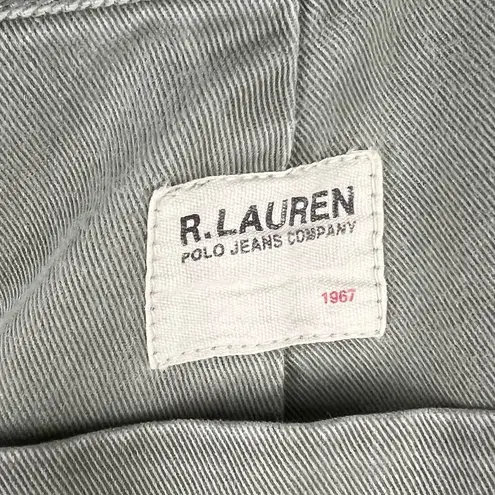 R.LAUREN
POLO JEANS COMPANY
1967